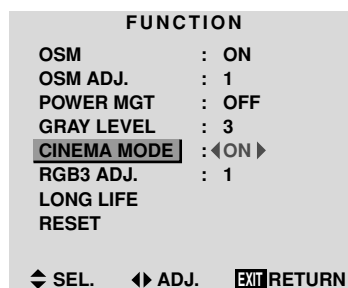 FUNCTION
OSM : ON
OSM ADJ. : 1
POWER MGT : OFF
GRAY LEVEL : 3
CINEMA MODE : ON
RGB3 ADJ. : 1
LONG LIFE
RESET
SEL. ADJ. EXIT RETURN